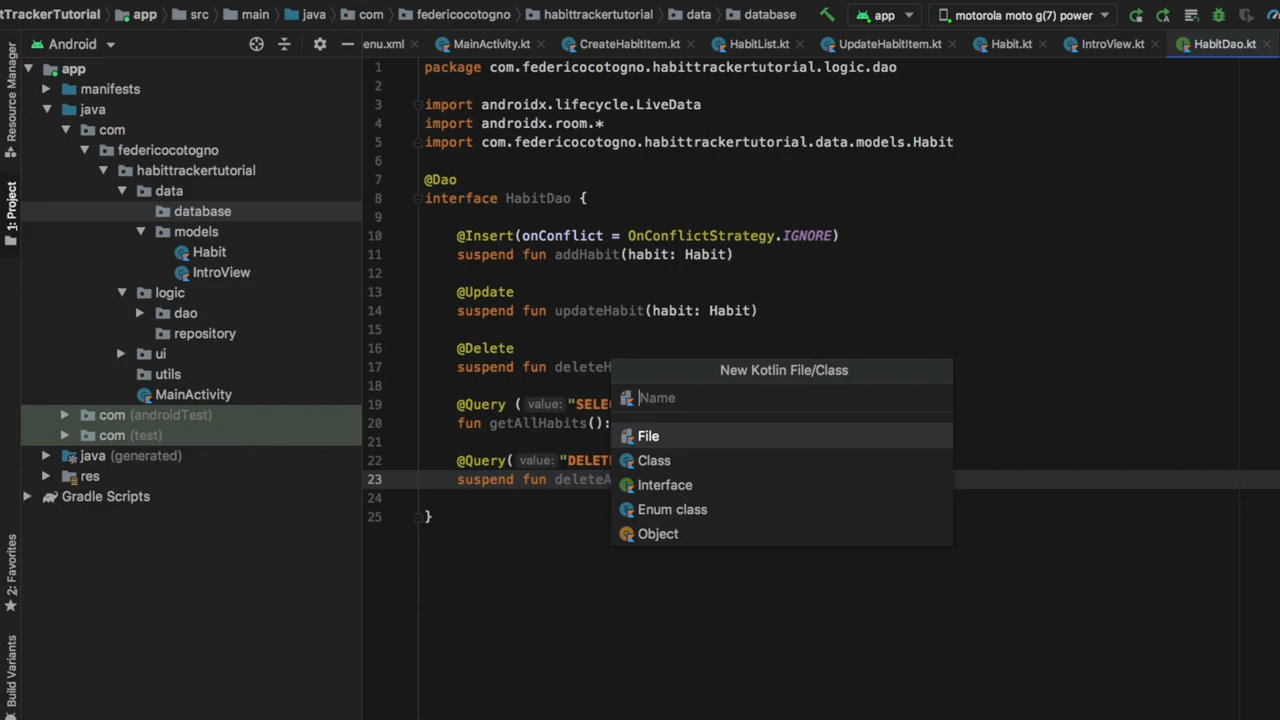 tTrackerTutorial app src main java com federicocotogno habittrackertutorial data database app motorola moto g(7) power
Android
enu.xml MainActivity.kt CreateHabitItem.kt HabitList.kt UpdateHabitItem.kt Habit.kt IntroView.kt HabitDao.kt
Resource Manager
1: Project
2: Favorites
Build Variants
app
manifests
java
com
federicocotogno
habittrackertutorial
data
database
models
Habit
IntroView
logic
dao
repository
ui
utils
MainActivity
com (androidTest)
com (test)
java (generated)
res
Gradle Scripts
1 package com.federicocotogno.habittrackertutorial.logic.dao
2
3 import androidx.lifecycle.LiveData
4 import androidx.room.*
5 import com.federicocotogno.habittrackertutorial.data.models.Habit
6
7 @Dao
8 interface HabitDao {
9
10 @Insert(onConflict = OnConflictStrategy.IGNORE)
11 suspend fun addHabit(habit: Habit)
12
13 @Update
14 suspend fun updateHabit(habit: Habit)
15
16 @Delete
17 suspend fun deleteH
18
19 @Query ( value: "SELEC
20 fun getAllHabits():
21
22 @Query( value: "DELETE
23 suspend fun deleteA
24
25 }
New Kotlin File/Class
Name
File
Class
Interface
Enum class
Object